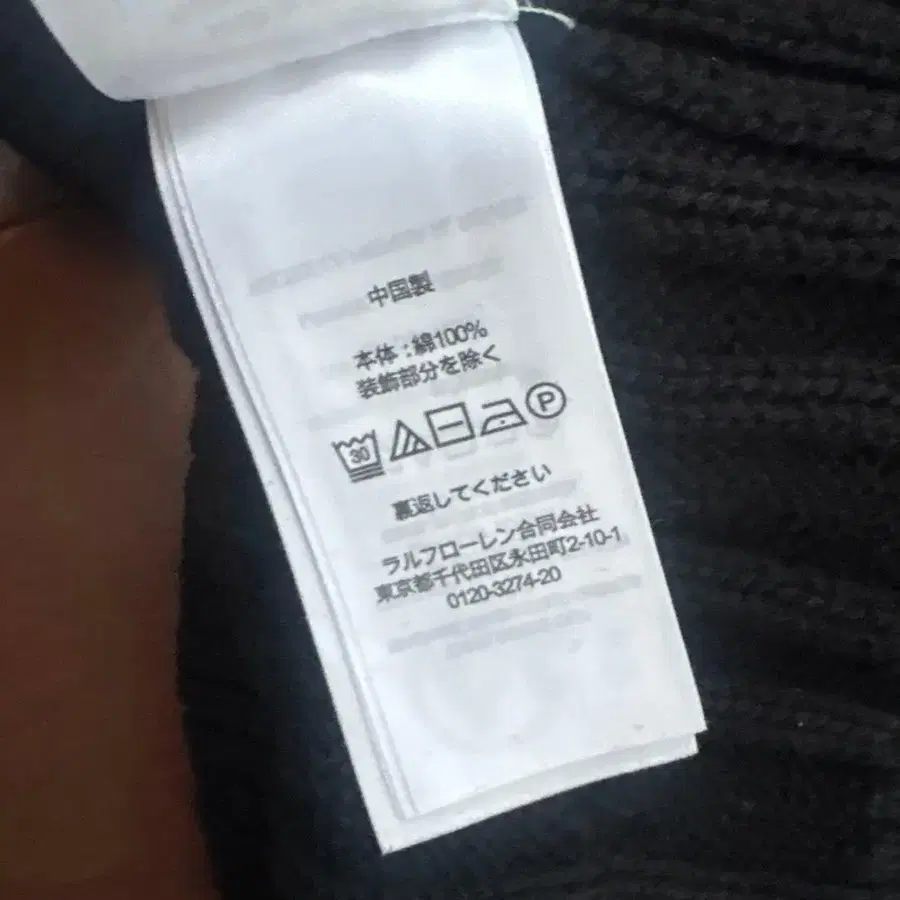 中国製
本体:綿100%
装飾部分を除く
30 P
裏返してください
ラルフローレン合同会社
東京都千代田区永田町2-10-1
0120-3274-20